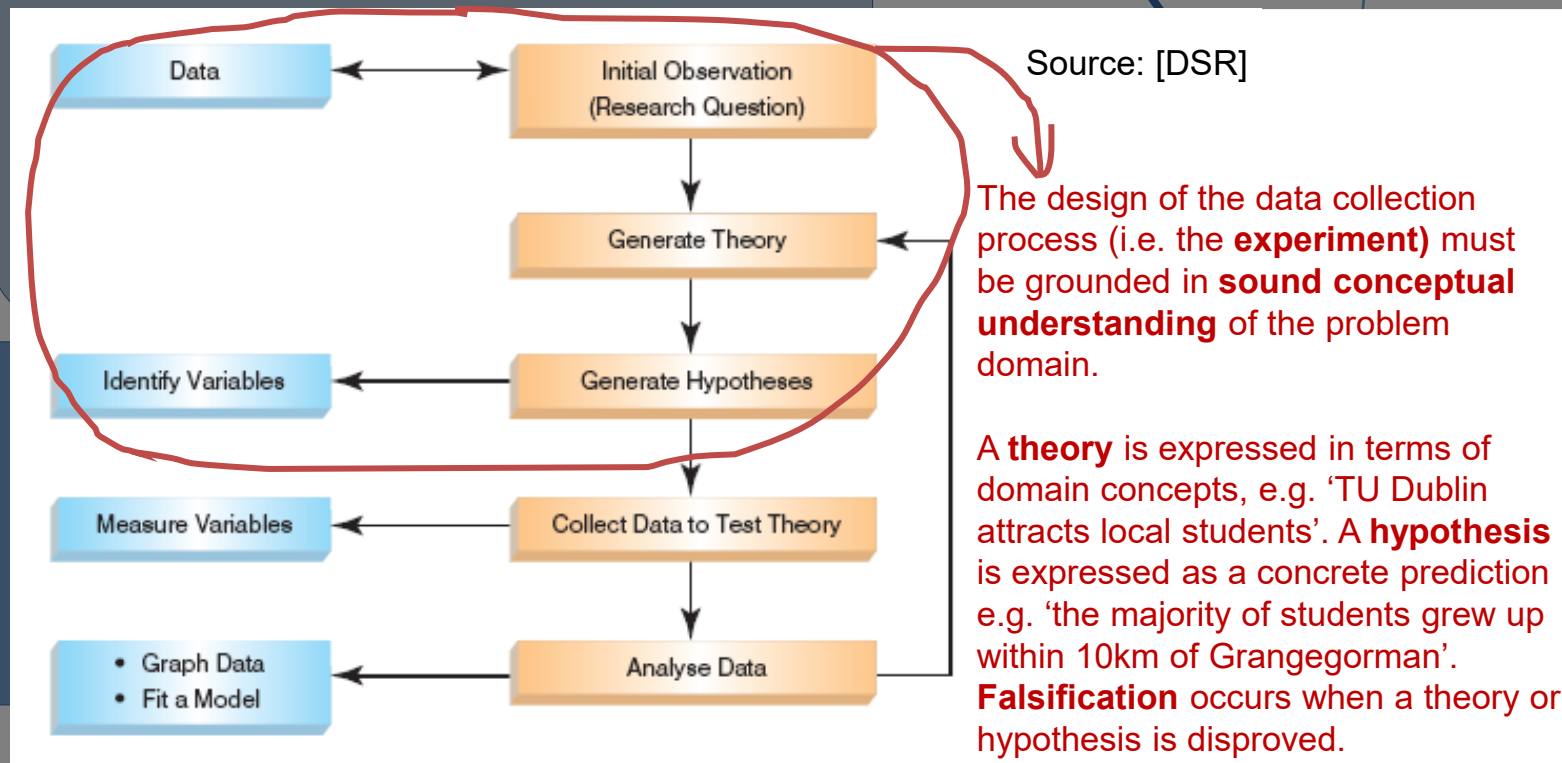 Data
Initial Observation
(Research Question)
Source: [DSR]
Generate Theory
Identify Variables
Generate Hypotheses
Measure Variables
Collect Data to Test Theory
• Graph Data
• Fit a Model
Analyse Data
The design of the data collection
process (i.e. the experiment) must
be grounded in sound conceptual
understanding of the problem
domain.
A theory is expressed in terms of
domain concepts, e.g. ‘TU Dublin
attracts local students’. A hypothesis
is expressed as a concrete prediction
e.g. ‘the majority of students grew up
within 10km of Grangegorman’.
Falsification occurs when a theory or
hypothesis is disproved.